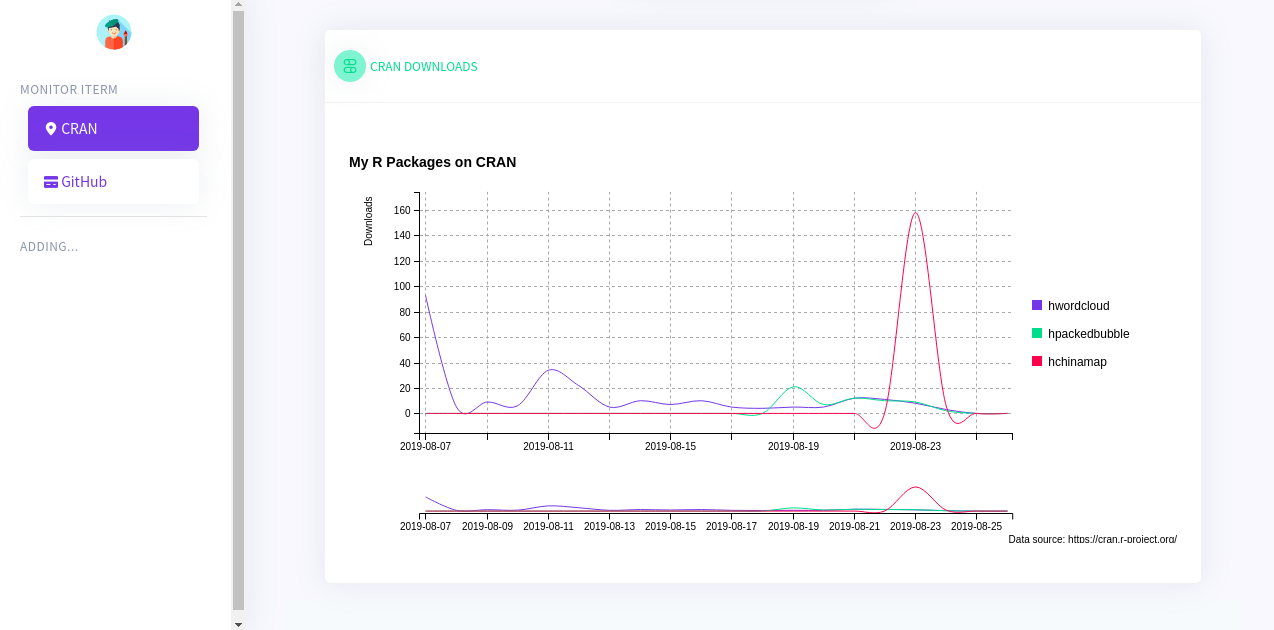 MONITOR ITERM
CRAN
GitHub
ADDING...
CRAN DOWNLOADS
My R Packages on CRAN
Downloads
160
140
120
100
80
60
40
20
0
2019-08-07 2019-08-11 2019-08-15 2019-08-19 2019-08-23
hwordcloud
hpackedbubble
hchinamap
2019-08-07 2019-08-09 2019-08-11 2019-08-13 2019-08-15 2019-08-17 2019-08-19 2019-08-21 2019-08-23 2019-08-25
Data source: https://cran.r-project.org/